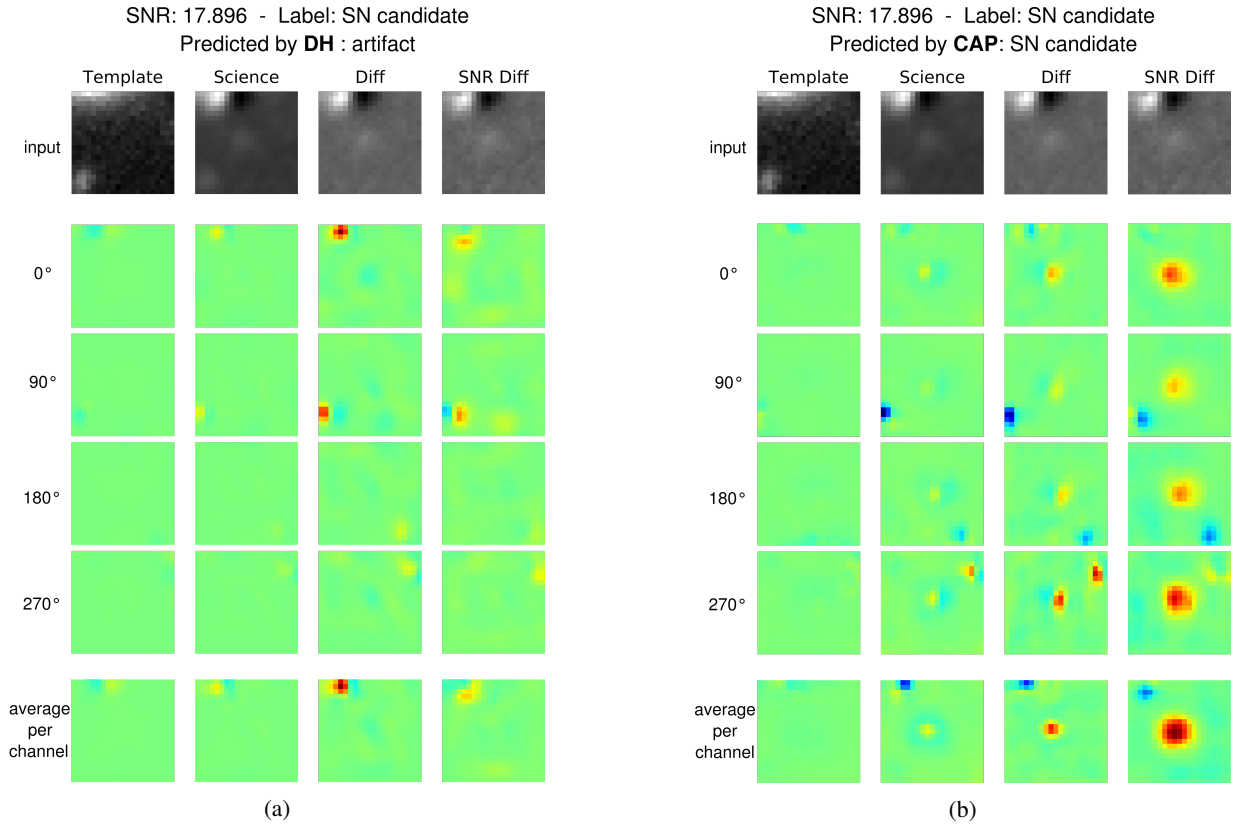 SNR: 17.896 - Label: SN candidate
Predicted by DH : artifact
Template Science Diff SNR Diff
input
0°
90°
180°
270°
average
per
channel
(a)
SNR: 17.896 - Label: SN candidate
Predicted by CAP: SN candidate
Template Science Diff SNR Diff
input
0°
90°
180°
270°
average
per
channel
(b)